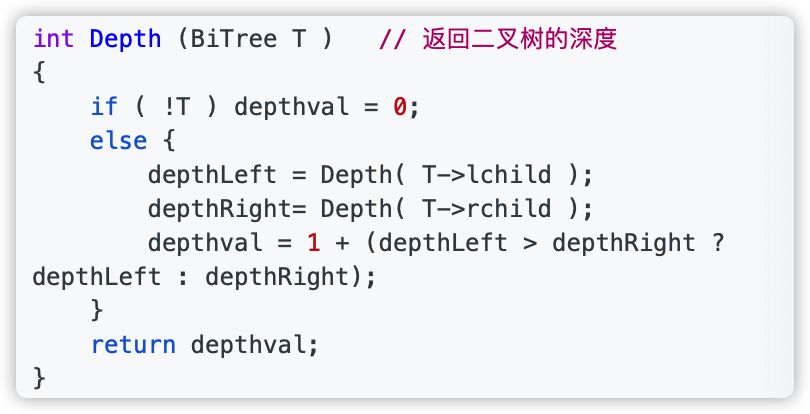 int Depth (BiTree T )   // 返回二叉树的深度
{
    if ( !T ) depthval = 0;
    else {
        depthLeft = Depth( T->lchild );
        depthRight= Depth( T->rchild );
        depthval = 1 + (depthLeft > depthRight ?
depthLeft : depthRight);
    }
    return depthval;
}